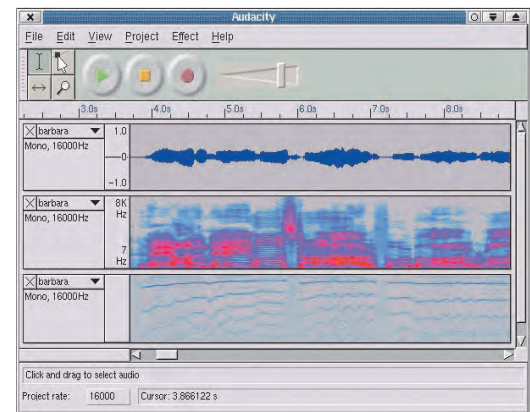 Audacity
File Edit View Project Effect Help
3.0s 4.0s 5.0s 6.0s 7.0s 8.0s
barbara
Mono, 16000Hz
1.0
0
-1.0
barbara
Mono, 16000Hz
8K
Hz
7
Hz
barbara
Mono, 16000Hz
Click and drag to select audio
Project rate: 16000 Cursor: 3.866122 s